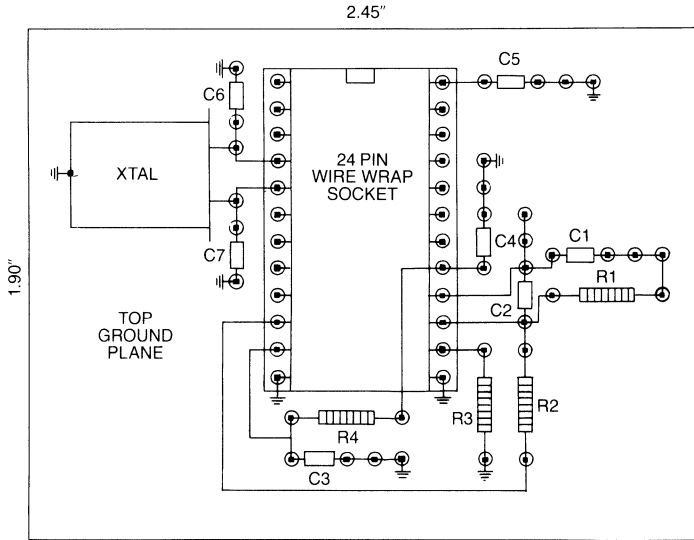 2.45"
C5
C6
24 PIN
WIRE WRAP
SOCKET
XTAL
C4
C1
C7
R1
1.90"
C2
TOP
GROUND
PLANE
R3
R2
R4
C3